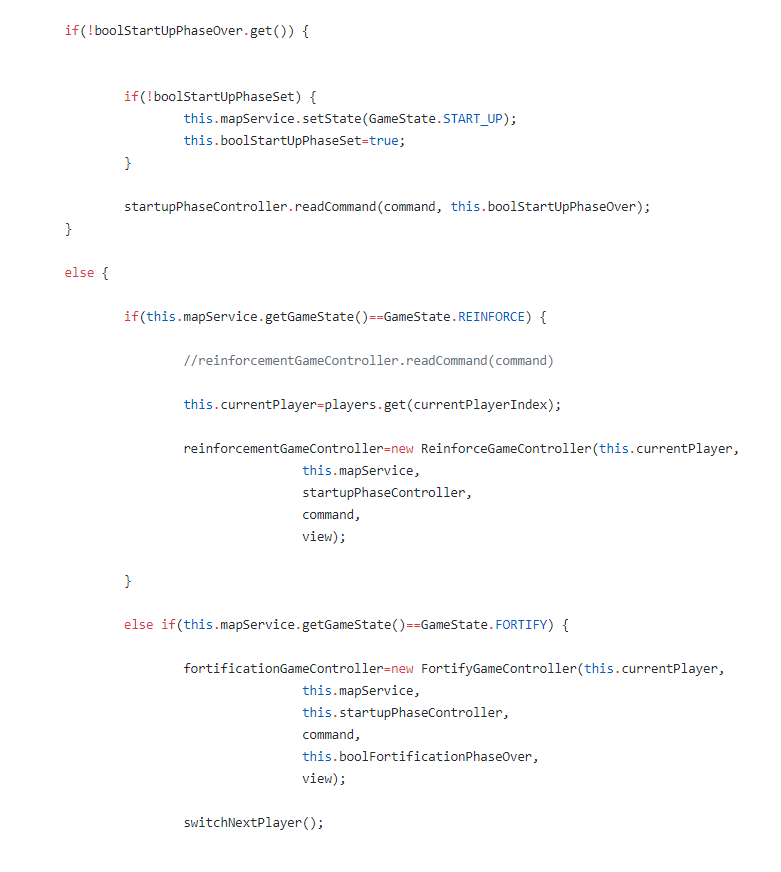 if(!boolStartUpPhaseOver.get()) {
if(!boolStartUpPhaseSet) {
this.mapService.setState(GameState.START_UP);
this.boolStartUpPhaseSet=true;
}
startupPhaseController.readCommand(command, this.boolStartUpPhaseOver);
}
else {
if(this.mapService.getGameState()==GameState.REINFORCE) {
//reinforcementGameController.readCommand(command)
this.currentPlayer=players.get(currentPlayerIndex);
reinforcementGameController=new ReinforceGameController(this.currentPlayer,
this.mapService,
startupPhaseController,
command,
view);
}
else if(this.mapService.getGameState()==GameState.FORTIFY) {
fortificationGameController=new FortifyGameController(this.currentPlayer,
this.mapService,
this.startupPhaseController,
command,
this.boolFortificationPhaseOver,
view);
switchNextPlayer();